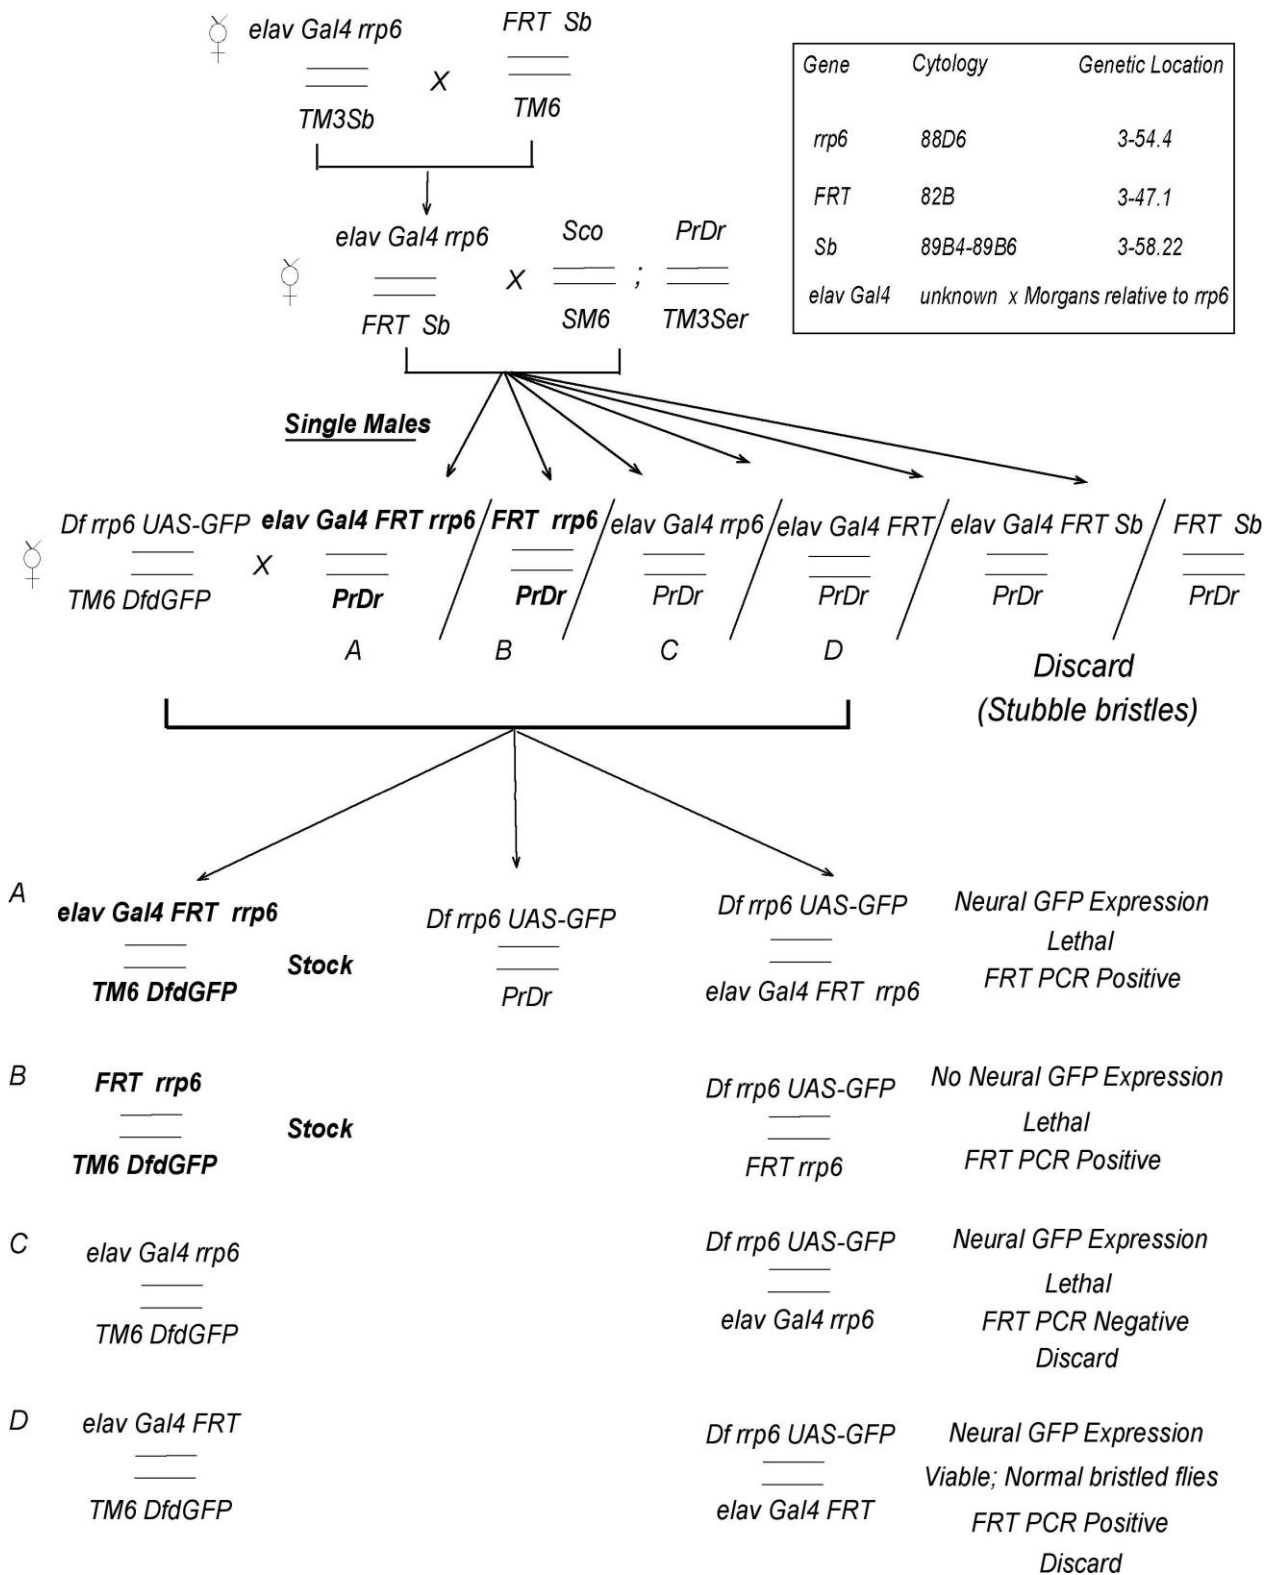 elav Gal4 rrp6 FRT Sb
X
TM3Sb TM6
Gene Cytology Genetic Location
rrp6 88D6 3-54.4
FRT 82B 3-47.1
Sb 89B4-89B6 3-58.22
elav Gal4 unknown x Morgans relative to rrp6
elav Gal4 rrp6 Sco PrDr
X ;
FRT Sb SM6 TM3Ser
Single Males
Df rrp6 UAS-GFP elav Gal4 FRT rrp6 / FRT rrp6 / elav Gal4 rrp6 / elav Gal4 FRT / elav Gal4 FRT Sb / FRT Sb
X
TM6 DfdGFP PrDr PrDr PrDr PrDr PrDr PrDr
A B C D
Discard
(Stubble bristles)
A
elav Gal4 FRT rrp6 Df rrp6 UAS-GFP Df rrp6 UAS-GFP Neural GFP Expression
Stock Lethal
TM6 DfdGFP PrDr elav Gal4 FRT rrp6 FRT PCR Positive
B
FRT rrp6 Df rrp6 UAS-GFP No Neural GFP Expression
Stock Lethal
TM6 DfdGFP FRT rrp6 FRT PCR Positive
C
elav Gal4 rrp6 Df rrp6 UAS-GFP Neural GFP Expression
Lethal
TM6 DfdGFP elav Gal4 rrp6 FRT PCR Negative
Discard
D
elav Gal4 FRT Df rrp6 UAS-GFP Neural GFP Expression
Viable; Normal bristled flies
TM6 DfdGFP elav Gal4 FRT FRT PCR Positive
Discard